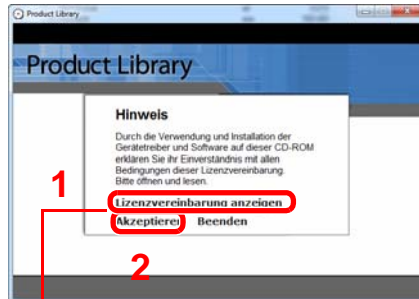 Product Library
Product Library
Hinweis
Durch die Verwendung und Installation der
Gerätetreiber und Software auf dieser CD-ROM
erklären Sie ihr Einverständnis mit allen
Bedingungen dieser Lizenzvereinbarung.
Bitte öffnen und lesen.
1
Lizenzvereinbarung anzeigen
Akzeptieren Beenden
2